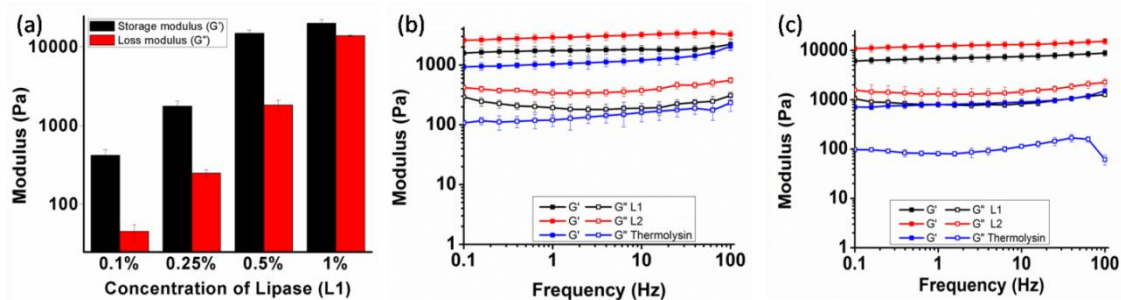 (a)
Storage modulus (G')
Loss modulus (G")
10000
1000
100
Modulus (Pa)
0.1% 0.25% 0.5% 1%
Concentration of Lipase (L1)
(b)
1000
100
10
1
Modulus (Pa)
G' G" L1
G' G" L2
G' G" Thermolysin
0.1 1 10 100
Frequency (Hz)
(c)
10000
1000
100
10
1
Modulus (Pa)
G' G" L1
G' G" L2
G' G" Thermolysin
0.1 1 10 100
Frequency (Hz)